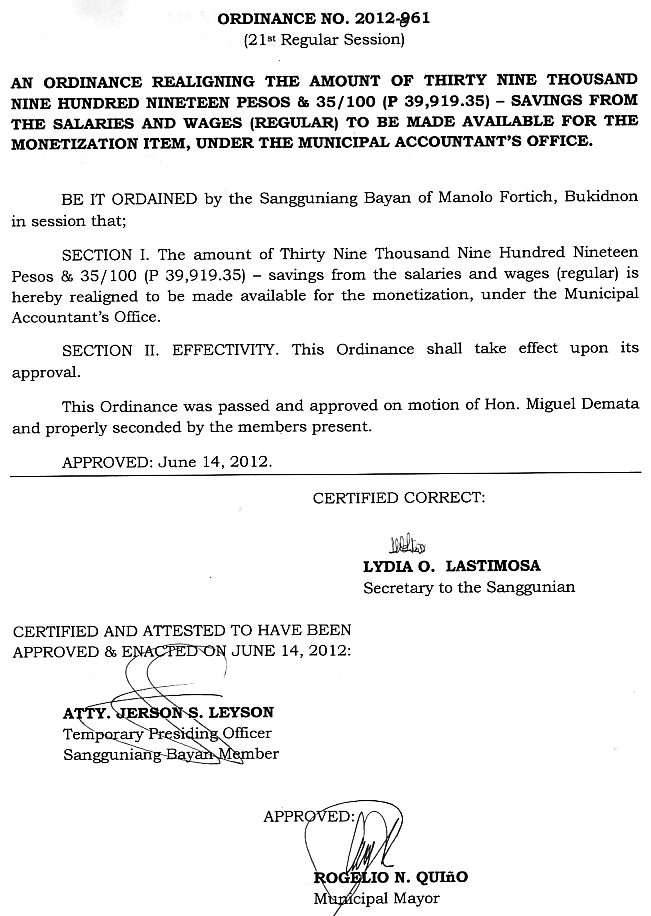 ORDINANCE NO. 2012-961
(21st Regular Session)
AN ORDINANCE REALIGNING THE AMOUNT OF THIRTY NINE THOUSAND
NINE HUNDRED NINETEEN PESOS & 35/100 (P 39,919.35) – SAVINGS FROM
THE SALARIES AND WAGES (REGULAR) TO BE MADE AVAILABLE FOR THE
MONETIZATION ITEM, UNDER THE MUNICIPAL ACCOUNTANT'S OFFICE.
BE IT ORDAINED by the Sangguniang Bayan of Manolo Fortich, Bukidnon
in session that;
SECTION I. The amount of Thirty Nine Thousand Nine Hundred Nineteen
Pesos & 35/100 (P 39,919.35) – savings from the salaries and wages (regular) is
hereby realigned to be made available for the monetization, under the Municipal
Accountant's Office.
SECTION II. EFFECTIVITY. This Ordinance shall take effect upon its
approval.
This Ordinance was passed and approved on motion of Hon. Miguel Demata
and properly seconded by the members present.
APPROVED: June 14, 2012.
CERTIFIED CORRECT:
LYDIA O. LASTIMOSA
Secretary to the Sanggunian
CERTIFIED AND ATTESTED TO HAVE BEEN
APPROVED & ENACTED ON JUNE 14, 2012:
ATTY. JERSON S. LEYSON
Temporary Presiding Officer
Sangguniang Bayan Member
APPROVED:
ROGELIO N. QUIñO
Municipal Mayor